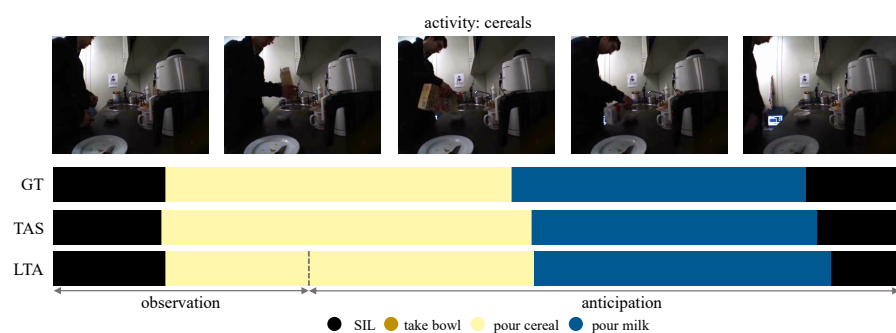 activity: cereals
GT
TAS
LTA
observation anticipation
SIL take bowl pour cereal pour milk